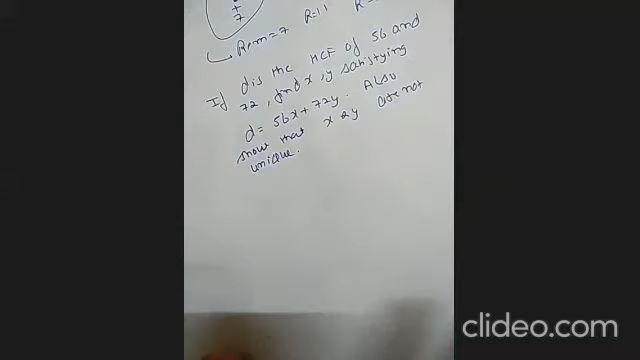 +
7
Rem = 7 R=11 R
If d is the HCF of 56 and
72, find x, y satisfying
d = 56x + 72y. Also
show that x & y are not
unique.
clideo.com